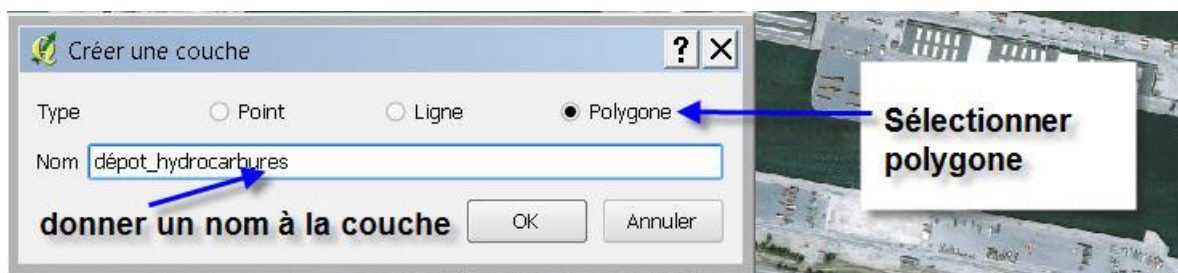 Créer une couche ? X
Type Point Ligne Polygone
Nom dépot_hydrocarbures
donner un nom à la couche OK Annuler
Sélectionner
polygone